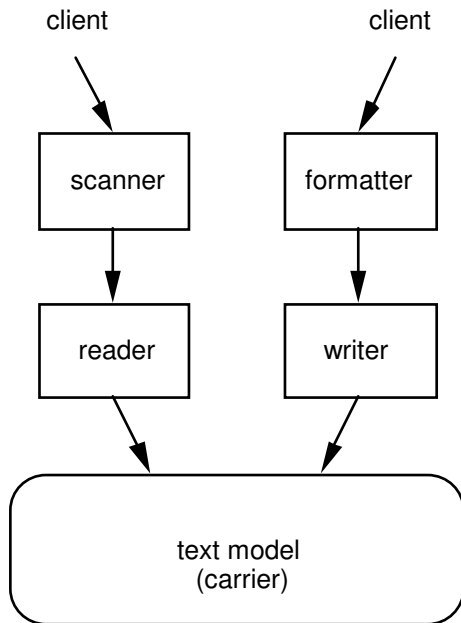 client
client
scanner
formatter
reader
writer
text model
(carrier)